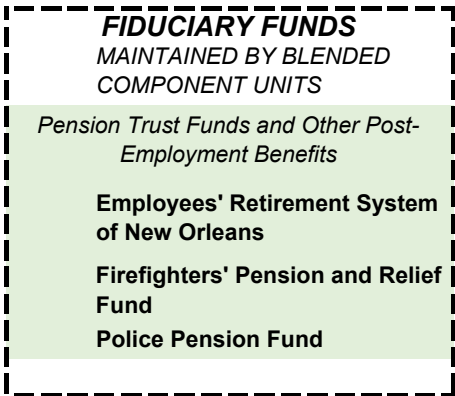 FIDUCIARY FUNDS
MAINTAINED BY BLENDED
COMPONENT UNITS
Pension Trust Funds and Other Post-
Employment Benefits
Employees' Retirement System
of New Orleans
Firefighters' Pension and Relief
Fund
Police Pension Fund